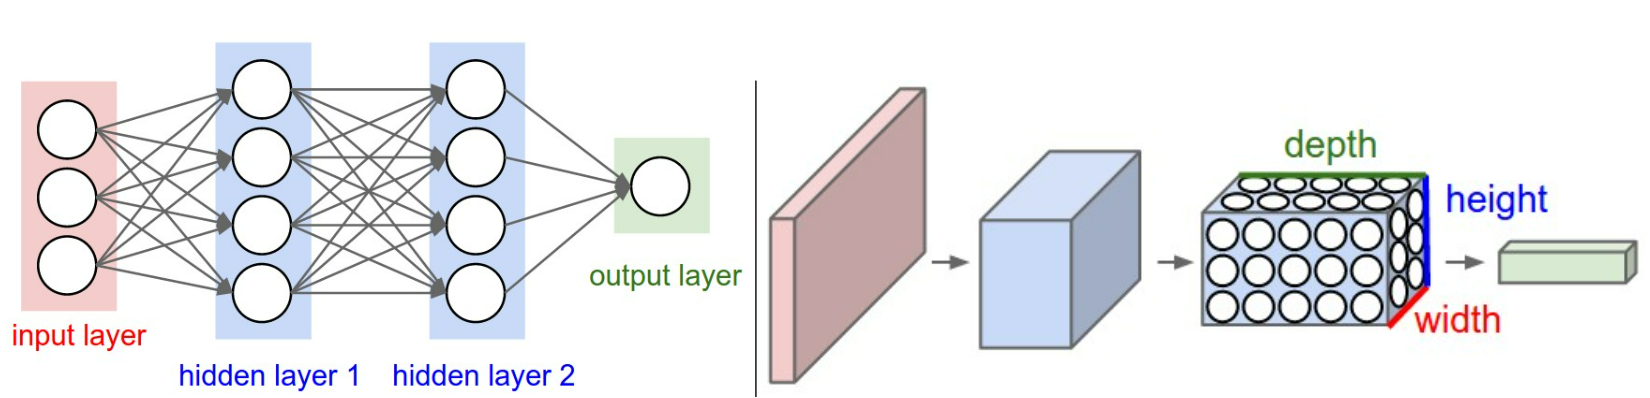 input layer
hidden layer 1
hidden layer 2
output layer
depth
height
width